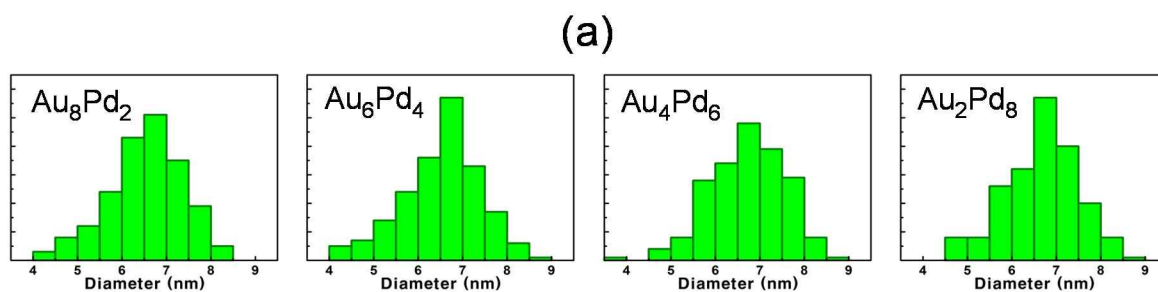 (a)
Au₈Pd₂ Au₆Pd₄ Au₄Pd₆ Au₂Pd₈
4 5 6 7 8 9 4 5 6 7 8 9 4 5 6 7 8 9 4 5 6 7 8 9
Diameter (nm) Diameter (nm) Diameter (nm) Diameter (nm)